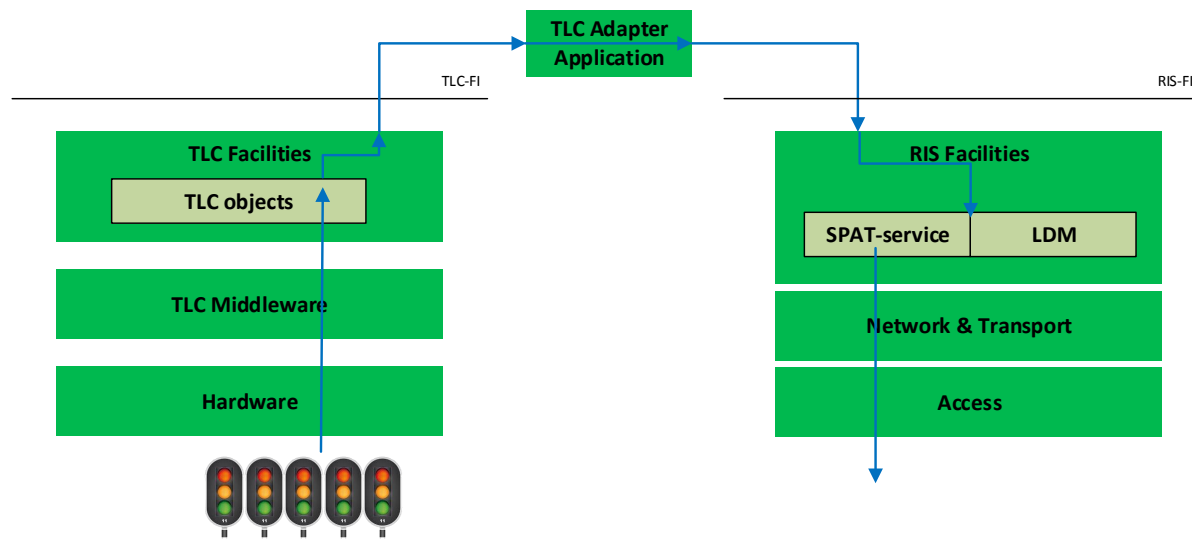 TLC Adapter
Application
TLC-FI
RIS-FI
TLC Facilities
TLC objects
TLC Middleware
Hardware
RIS Facilities
SPAT-service
LDM
Network & Transport
Access